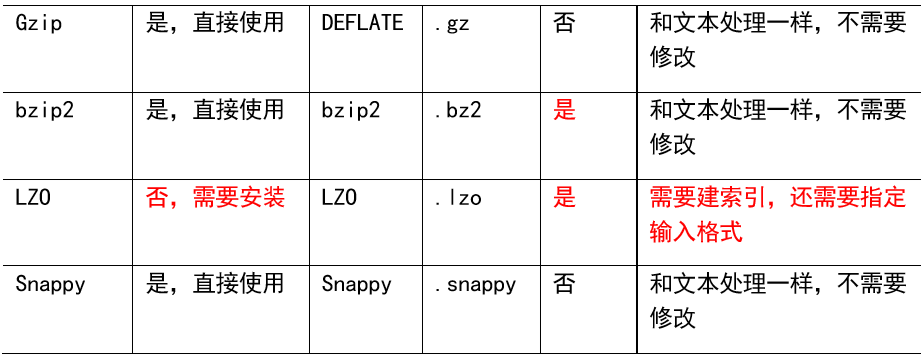 Gzip 是，直接使用 DEFLATE .gz 否 和文本处理一样，不需要
修改
bzip2 是，直接使用 bzip2 .bz2 是 和文本处理一样，不需要
修改
LZO 否，需要安装 LZO .lzo 是 需要建索引，还需要指定
输入格式
Snappy 是，直接使用 Snappy .snappy 否 和文本处理一样，不需要
修改